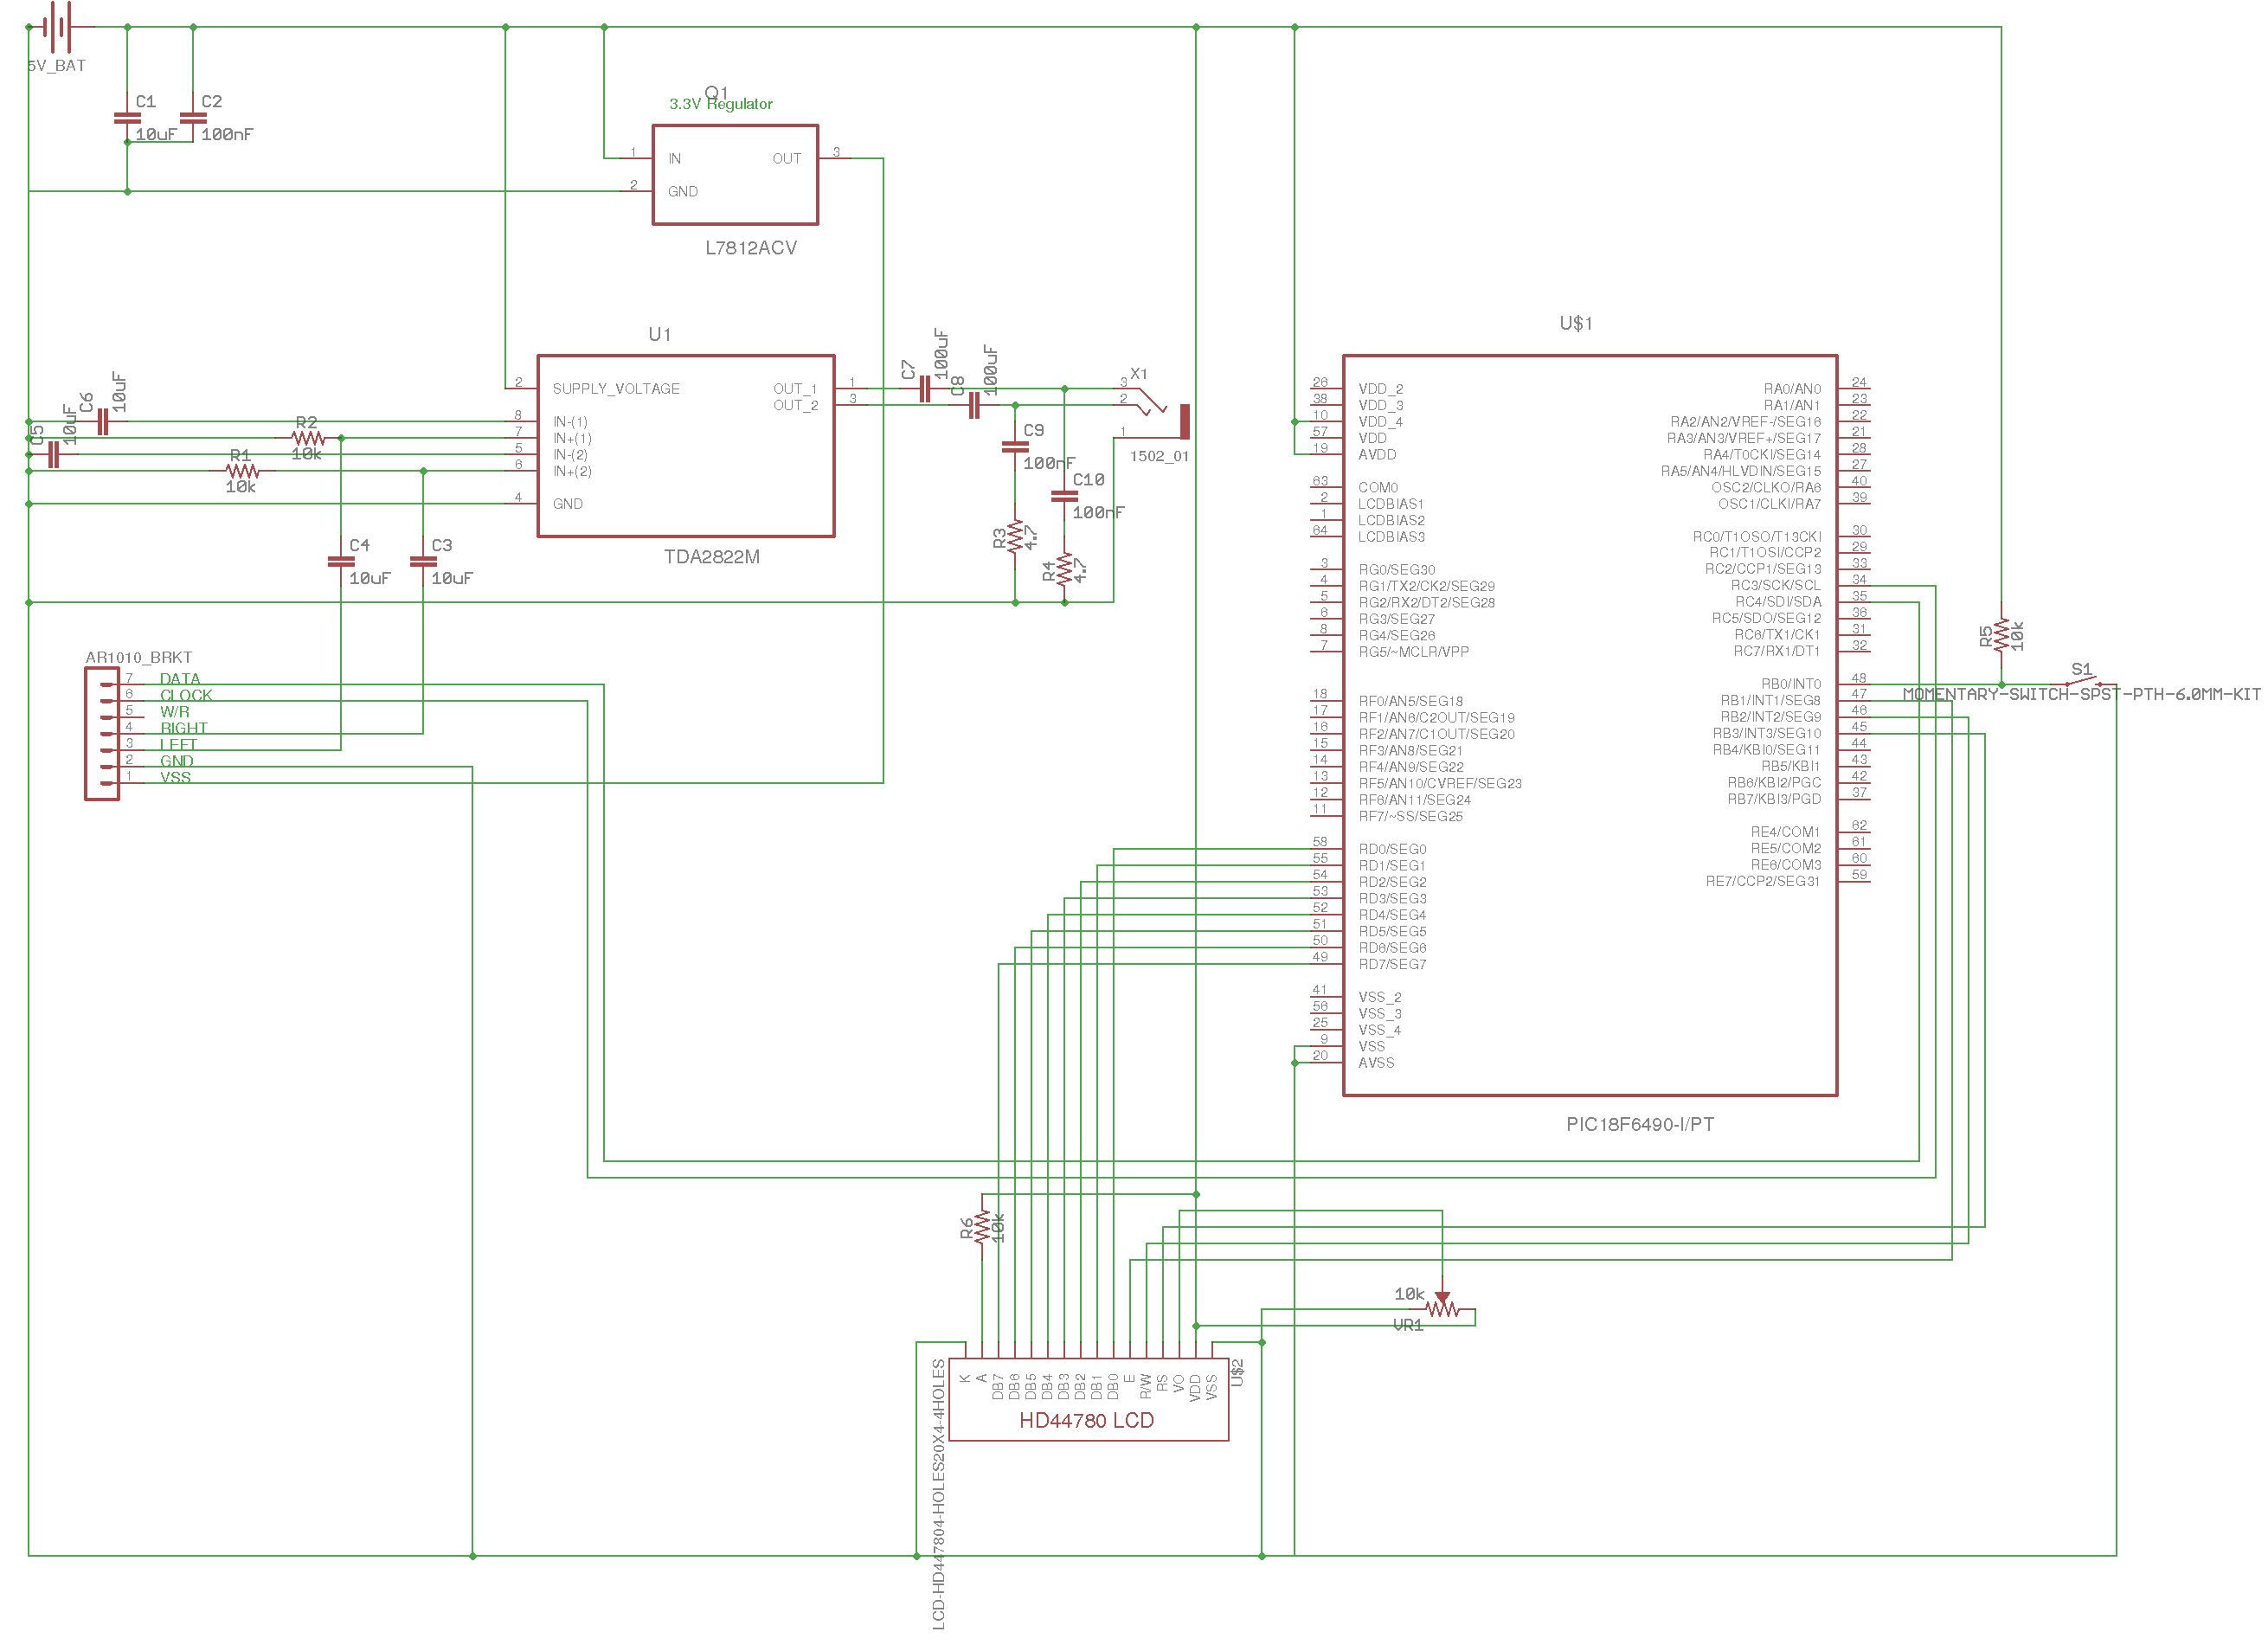 5V_BAT
C1
10uF
C2
100nF
Q1
3.3V Regulator
1
IN
OUT
3
2
GND
L7812ACV
U1
2
SUPPLY_VOLTAGE
OUT_1
1
OUT_2
3
8
IN-(1)
7
IN+(1)
5
IN-(2)
6
IN+(2)
4
GND
TDA2822M
C6
10uF
C5
10uF
R2
10k
R1
10k
C4
10uF
C3
10uF
C7
100uF
C8
100uF
X1
3
2
1
1502_01
C9
100nF
C10
100nF
R3
4.7
R4
4.7
AR1010_BRKT
7 DATA
6 CLOCK
5 W/R
4 RIGHT
3 LEFT
2 GND
1 VSS
U$1
26 VDD_2
38 VDD_3
10 VDD_4
57 VDD
19 AVDD
63 COM0
2 LCDBIAS1
1 LCDBIAS2
64 LCDBIAS3
3 RG0/SEG30
4 RG1/TX2/CK2/SEG29
5 RG2/RX2/DT2/SEG28
6 RG3/SEG27
8 RG4/SEG26
7 RG5/~MCLR/VPP
18 RF0/AN5/SEG18
17 RF1/AN6/C2OUT/SEG19
16 RF2/AN7/C1OUT/SEG20
15 RF3/AN8/SEG21
14 RF4/AN9/SEG22
13 RF5/AN10/CVREF/SEG23
12 RF6/AN11/SEG24
11 RF7/~SS/SEG25
58 RD0/SEG0
55 RD1/SEG1
54 RD2/SEG2
53 RD3/SEG3
52 RD4/SEG4
51 RD5/SEG5
50 RD6/SEG6
49 RD7/SEG7
41 VSS_2
56 VSS_3
25 VSS_4
9 VSS
20 AVSS
RA0/AN0 24
RA1/AN1 23
RA2/AN2/VREF-/SEG16 22
RA3/AN3/VREF+/SEG17 21
RA4/T0CKI/SEG14 28
RA5/AN4/HLVDIN/SEG15 27
OSC2/CLKO/RA6 40
OSC1/CLKI/RA7 39
RC0/T1OSO/T13CKI 30
RC1/T1OSI/CCP2 29
RC2/CCP1/SEG13 33
RC3/SCK/SCL 34
RC4/SDI/SDA 35
RC5/SDO/SEG12 36
RC6/TX1/CK1 31
RC7/RX1/DT1 32
RB0/INT0 48
RB1/INT1/SEG8 47
RB2/INT2/SEG9 46
RB3/INT3/SEG10 45
RB4/KBI0/SEG11 44
RB5/KBI1 43
RB6/KBI2/PGC 42
RB7/KBI3/PGD 37
RE4/COM1 62
RE5/COM2 61
RE6/COM3 60
RE7/CCP2/SEG31 59
PIC18F6490-I/PT
R5
10k
S1
MOMENTARY-SWITCH-SPST-PTH-6.0MM-KIT
R6
10k
10k
VR1
K
A
DB7
DB6
DB5
DB4
DB3
DB2
DB1
DB0
E
R/W
RS
VO
VDD
VSS
U$2
HD44780 LCD
LCD-HD447804-HOLES20X4-4HOLES